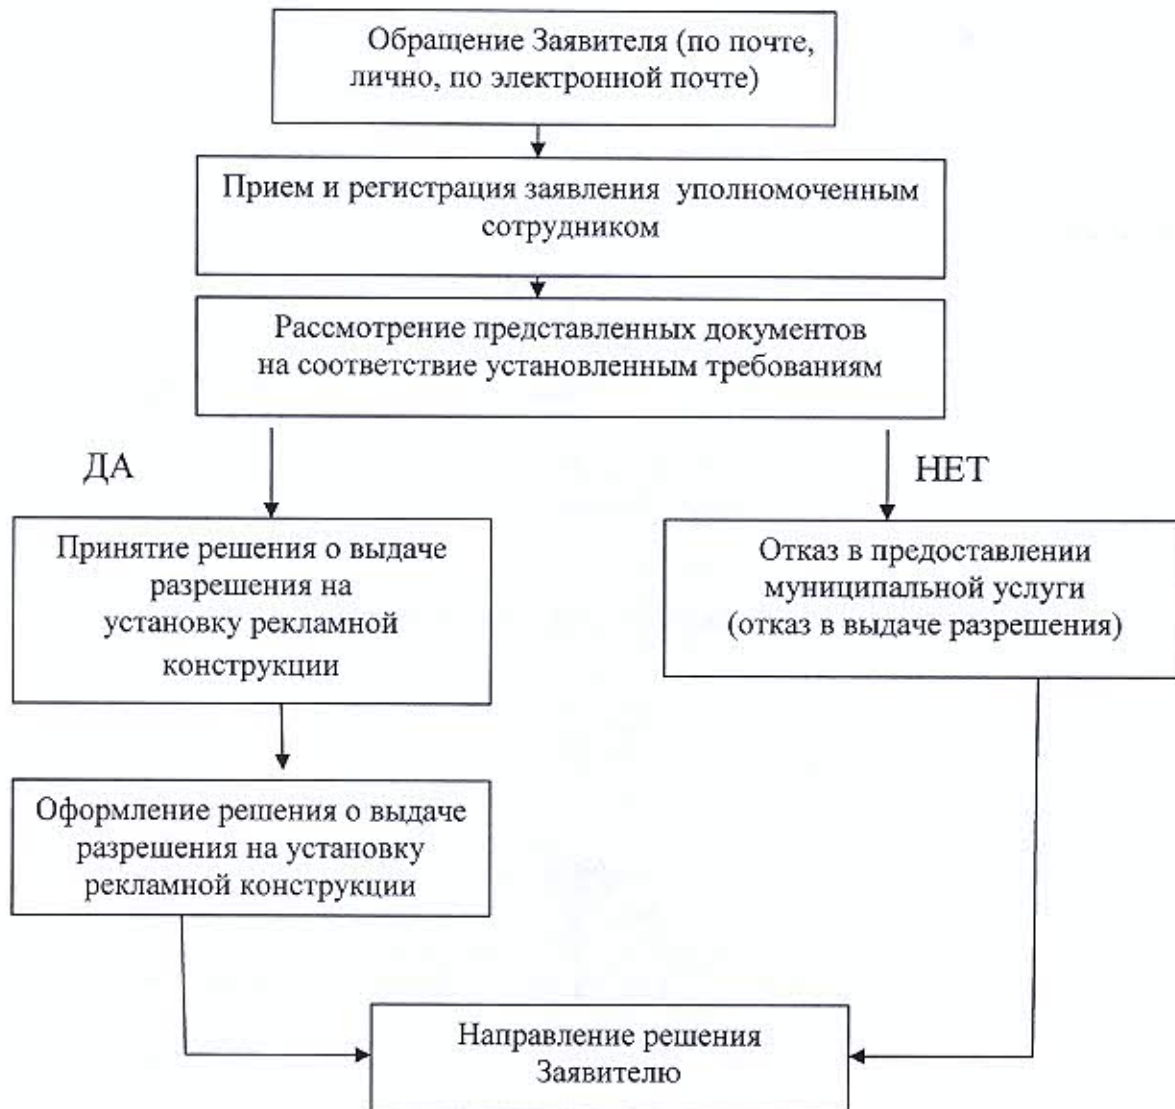 Обращение Заявителя (по почте,
лично, по электронной почте)
Прием и регистрация заявления уполномоченным
сотрудником
Рассмотрение представленных документов
на соответствие установленным требованиям
ДА
НЕТ
Принятие решения о выдаче
разрешения на
установку рекламной
конструкции
Отказ в предоставлении
муниципальной услуги
(отказ в выдаче разрешения)
Оформление решения о выдаче
разрешения на установку
рекламной конструкции
Направление решения
Заявителю